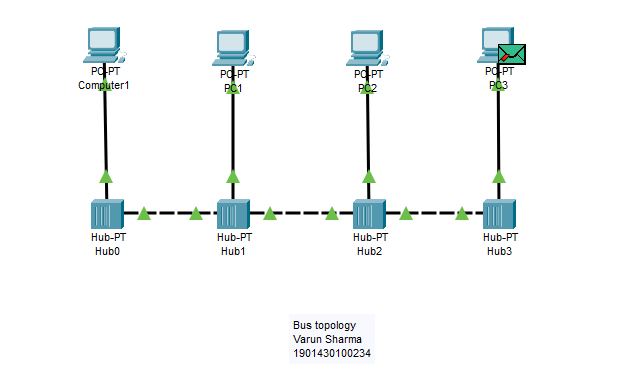 PC-PT
Computer1
PC-PT
PC1
PC-PT
PC2
PC-PT
PC3
Hub-PT
Hub0
Hub-PT
Hub1
Hub-PT
Hub2
Hub-PT
Hub3
Bus topology
Varun Sharma
1901430100234